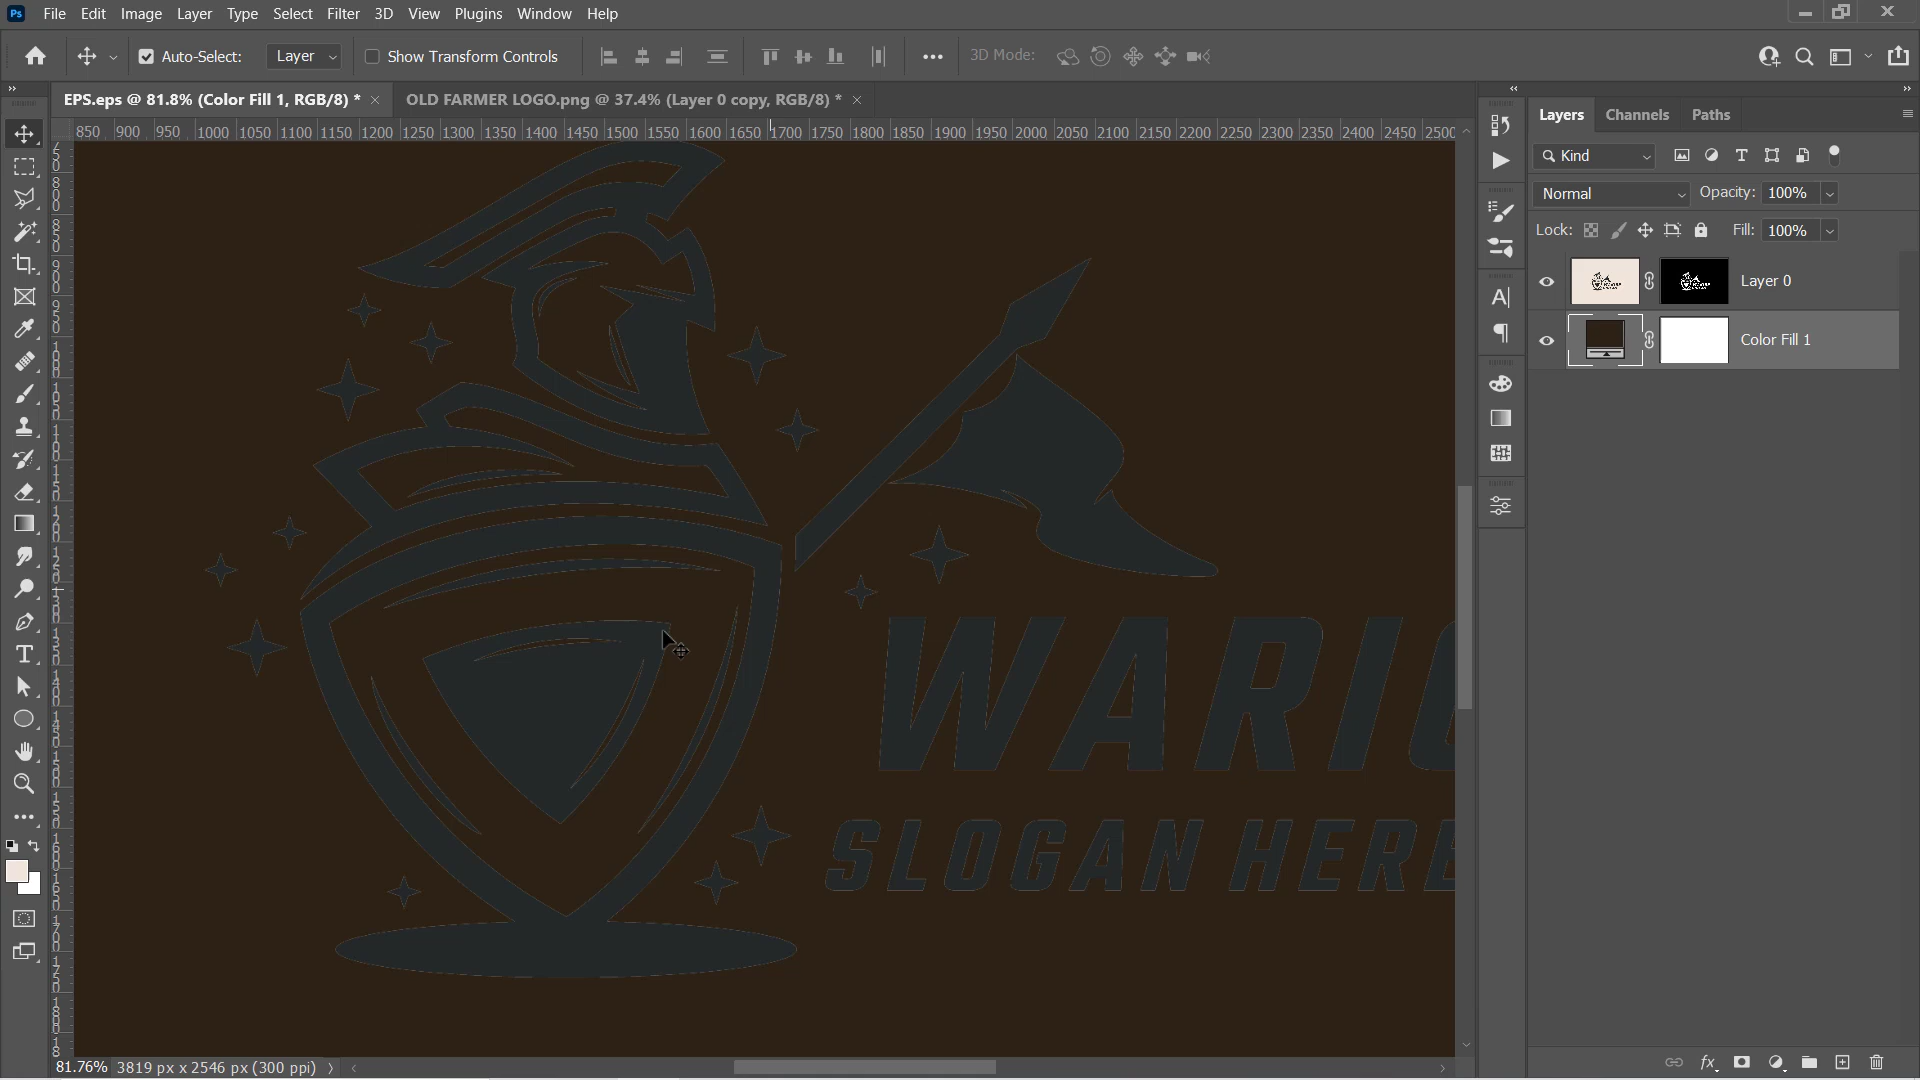 Ps File Edit Image Layer Type Select Filter 3D View Plugins Window Help
Auto-Select: Layer Show Transform Controls 3D Mode:
EPS.eps @ 81.8% (Color Fill 1, RGB/8) * OLD FARMER LOGO.png @ 37.4% (Layer 0 copy, RGB/8) *
850 900 950 1000 1050 1100 1150 1200 1250 1300 1350 1400 1450 1500 1550 1600 1650 1700 1750 1800 1850 1900 1950 2000 2050 2100 2150 2200 2250 2300 2350 2400 2450 2500
Layers Channels Paths
Kind
Normal Opacity: 100%
Lock: Fill: 100%
Layer 0
Color Fill 1
WARIO
SLOGAN HERE
81.76% 3819 px x 2546 px (300 ppi)